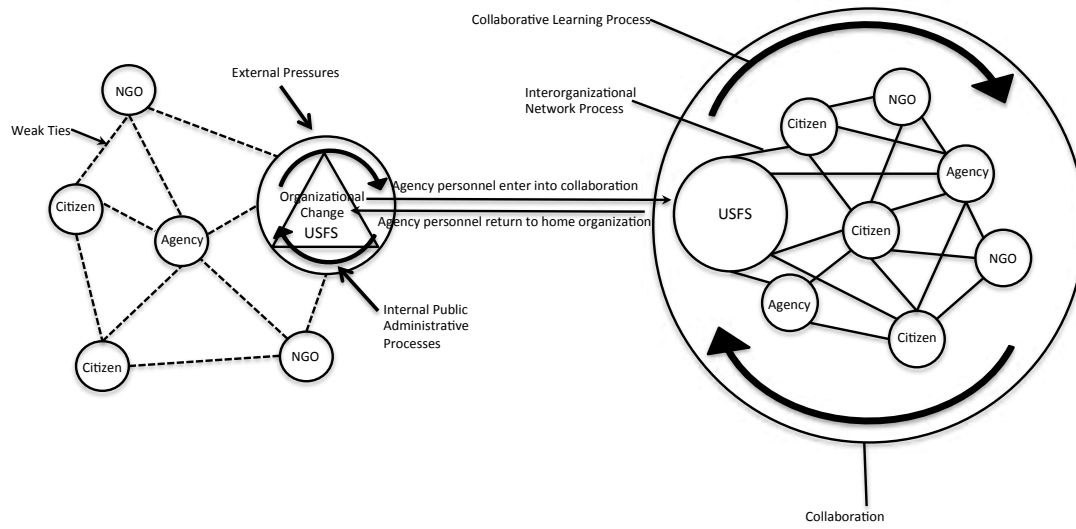 Collaborative Learning Process
External Pressures
Interorganizational
Network Process
NGO
Weak Ties
Citizen
Agency
Organizational
Change
USFS
Citizen
NGO
Internal Public
Administrative
Processes
Agency personnel enter into collaboration
Agency personnel return to home organization
NGO
Citizen
Agency
USFS
Citizen
NGO
Agency
Citizen
Collaboration